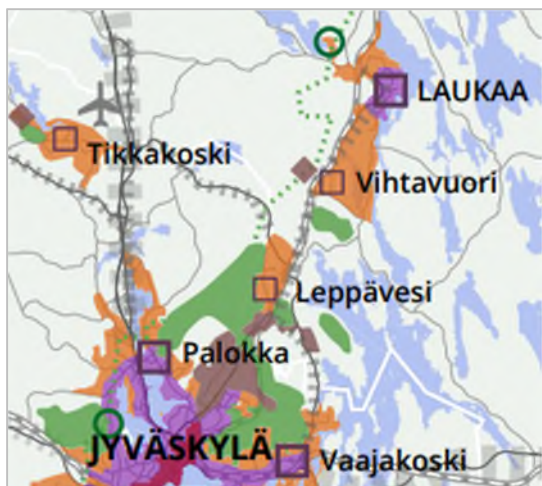 LAUKAA
Tikkakoski
Vihtavuori
Leppävesi
Palokka
JYVÄSKYLÄ
Vaajakoski